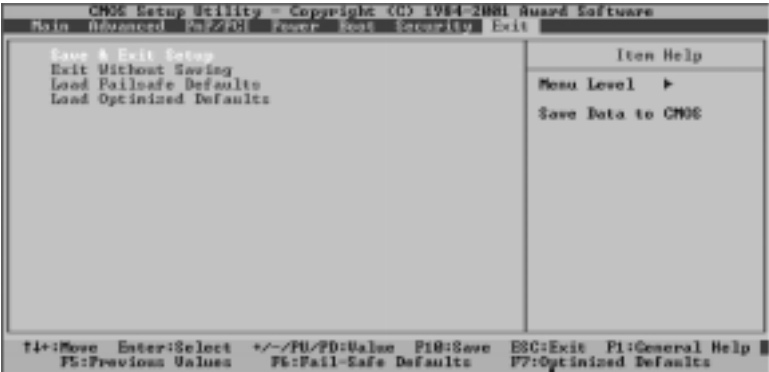 CMOS Setup Utility - Copyright (C) 1984-2001 Award Software
Main Advanced PnP/PCI Power Boot Security Exit
Save & Exit Setup
Exit Without Saving
Load Failsafe Defaults
Load Optimized Defaults
Item Help
Menu Level ▶
Save Data to CMOS
↑↓←:Move Enter:Select +/-/PU/PD:Value F10:Save ESC:Exit F1:General Help
F5:Previous Values F6:Fail-Safe Defaults F7:Optimized Defaults